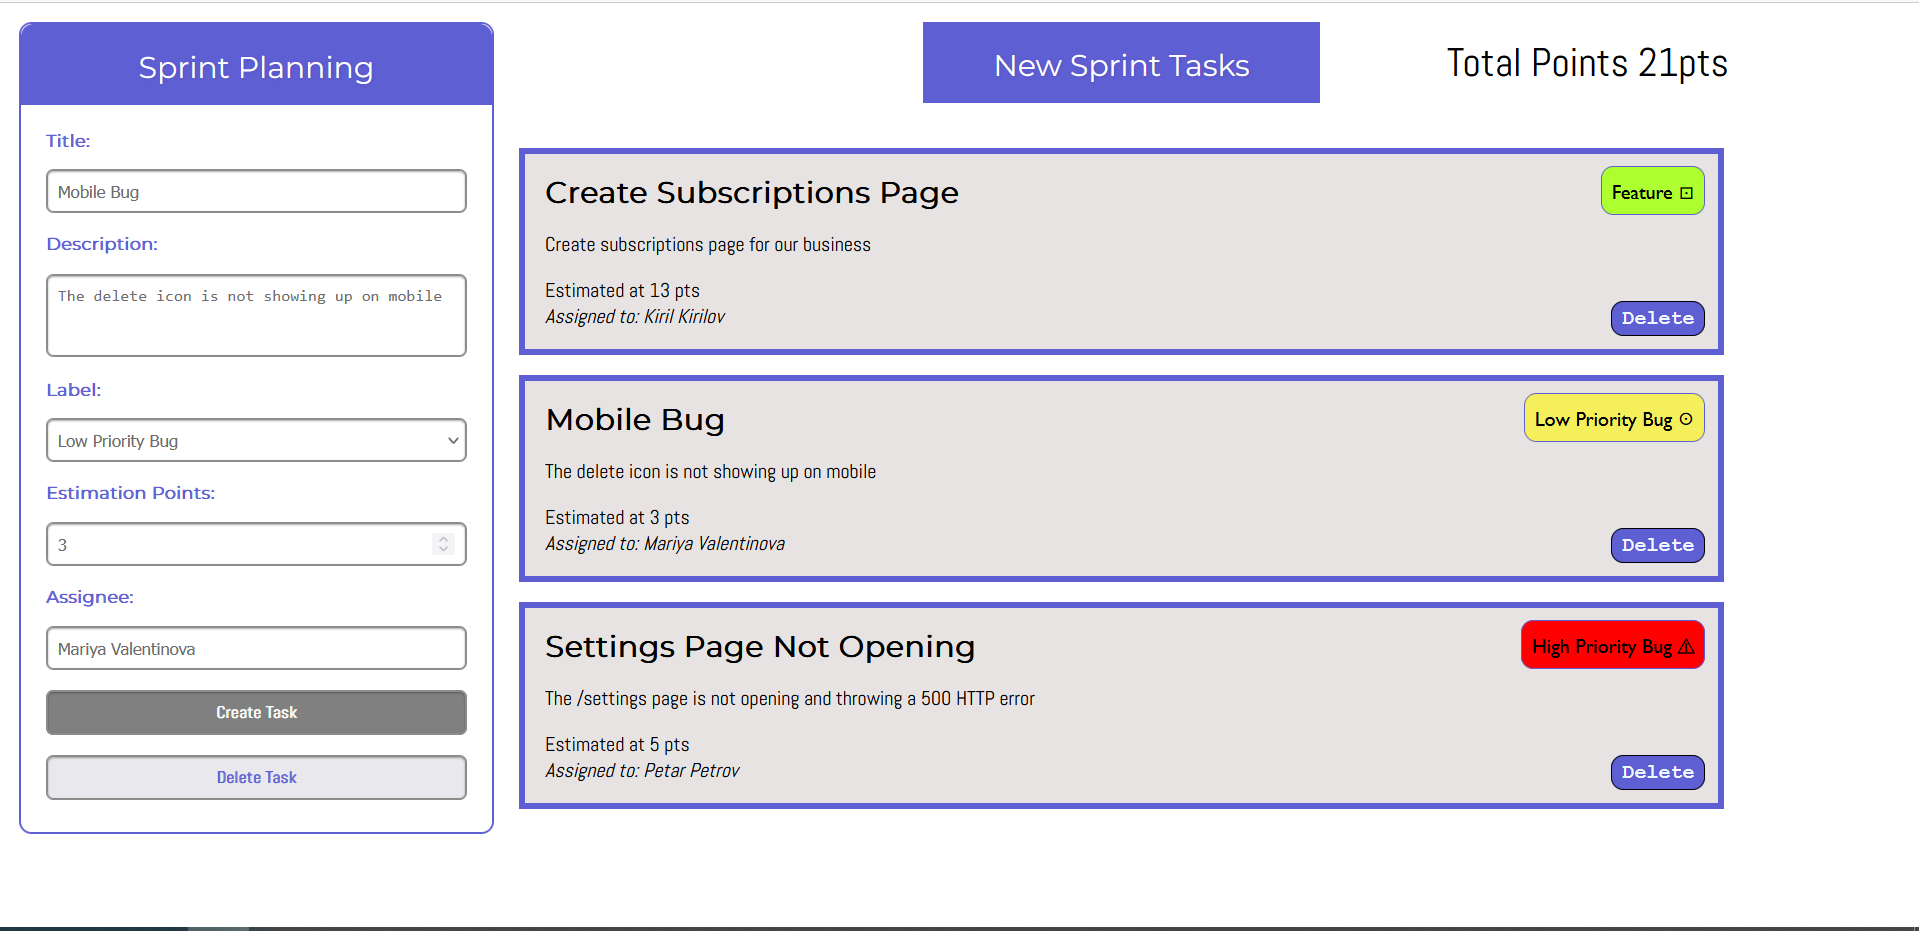 Sprint Planning
Title:
Mobile Bug
Description:
The delete icon is not showing up on mobile
Label:
Low Priority Bug
Estimation Points:
3
Assignee:
Mariya Valentinova
Create Task
Delete Task
New Sprint Tasks
Total Points 21pts
Create Subscriptions Page
Feature ⊡
Create subscriptions page for our business
Estimated at 13 pts
Assigned to: Kiril Kirilov
Delete
Mobile Bug
Low Priority Bug ⊙
The delete icon is not showing up on mobile
Estimated at 3 pts
Assigned to: Mariya Valentinova
Delete
Settings Page Not Opening
High Priority Bug ⚠
The /settings page is not opening and throwing a 500 HTTP error
Estimated at 5 pts
Assigned to: Petar Petrov
Delete